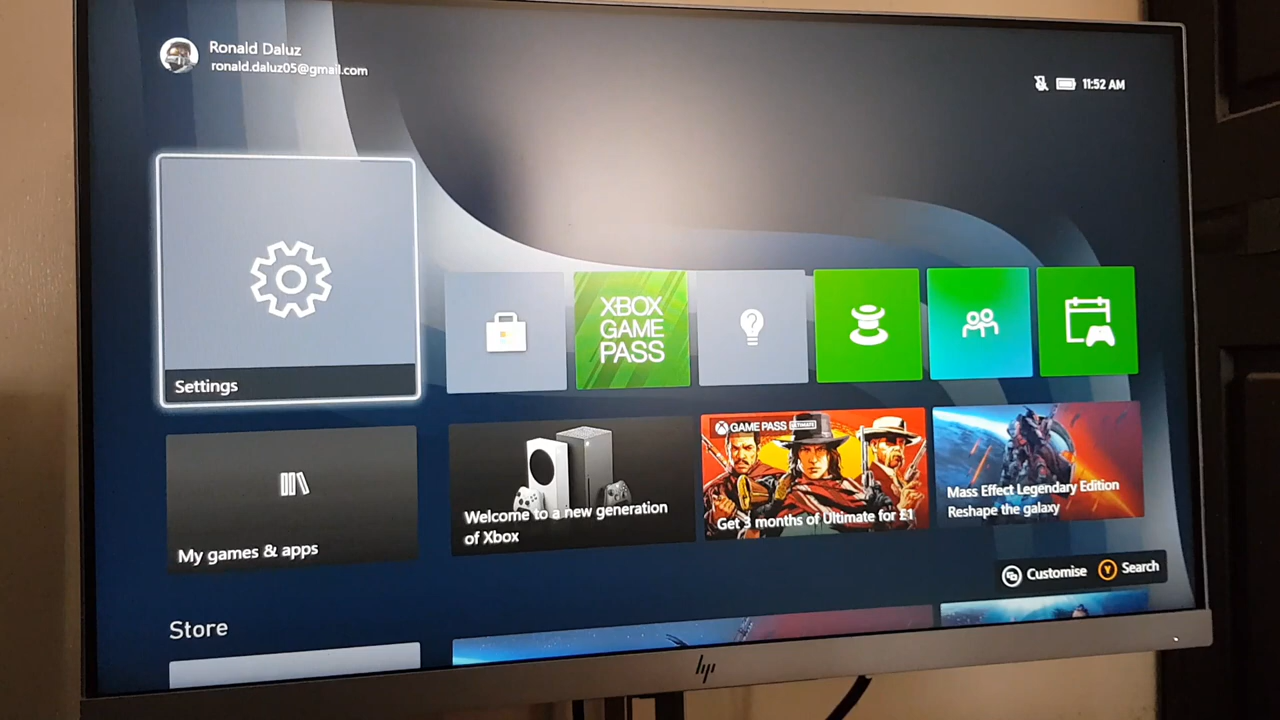 Ronald Daluz
ronald.daluz05@gmail.com
11:52 AM
Settings
XBOX
GAME
PASS
?
My games & apps
Welcome to a new generation
of Xbox
GAME PASS ULTIMATE
Get 3 months of Ultimate for £1
Mass Effect Legendary Edition
Reshape the galaxy
Customise
Y Search
Store
hp